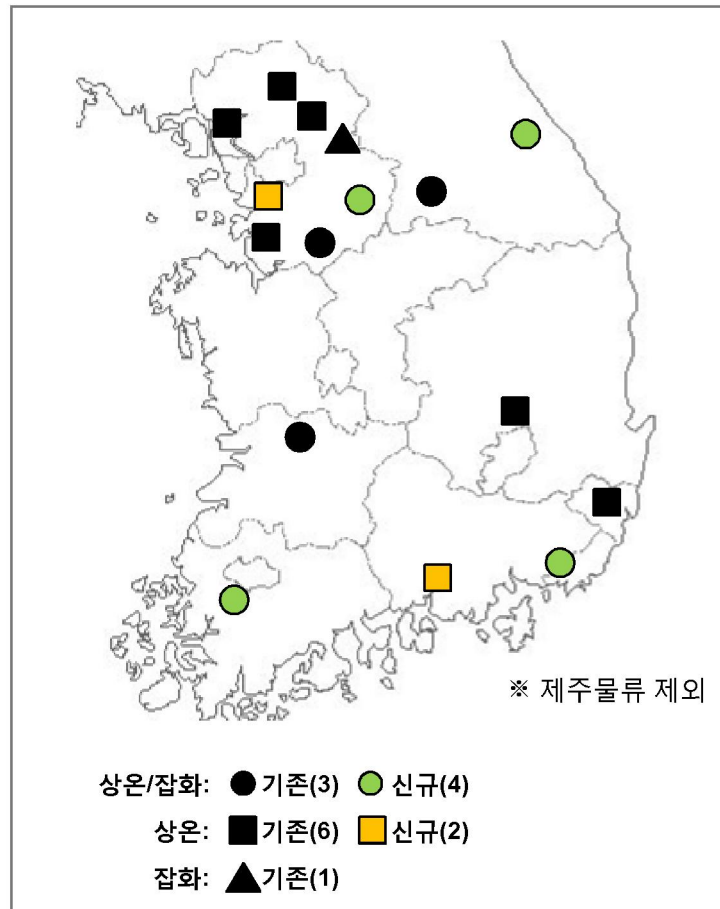 ※ 제주물류 제외
상온/잡화: 기존(3) 신규(4)
상온: 기존(6) 신규(2)
잡화: 기존(1)